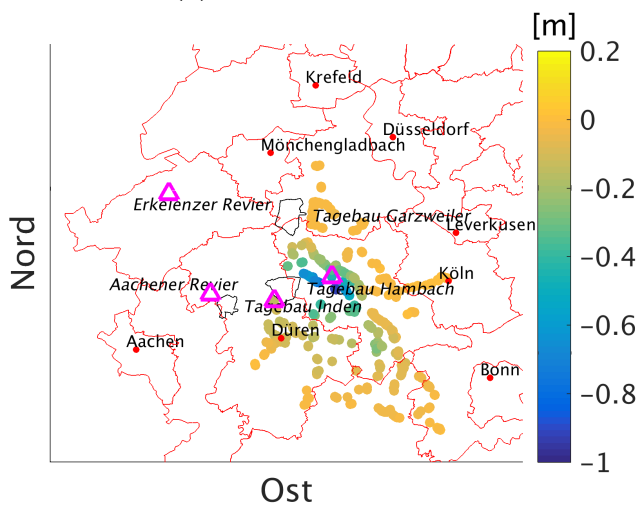 [m]
0.2
Krefeld
0
Düsseldorf
Mönchengladbach
-0.2
Erkelenzer Revier
Tagebau Garzweiler
Leverkusen
Nord
-0.4
Köln
Aachener Revier
Tagebau Hambach
Tagebau Inden
-0.6
Düren
Aachen
Bonn
-0.8
-1
Ost